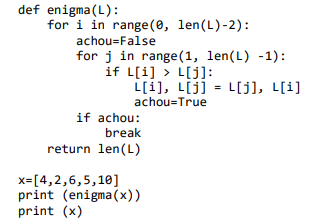 def enigma(L):
    for i in range(0, len(L)-2):
        achou=False
        for j in range(1, len(L) -1):
            if L[i] > L[j]:
                L[i], L[j] = L[j], L[i]
                achou=True
        if achou:
            break
    return len(L)

x=[4,2,6,5,10]
print (enigma(x))
print (x)